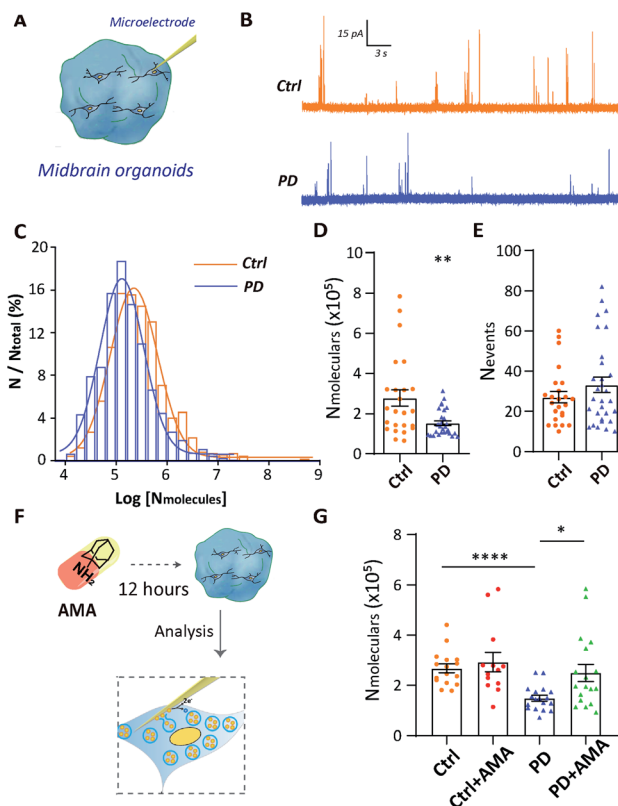 A
Microelectrode
Midbrain organoids
B
15 pA
3 s
Ctrl
PD
C
20
16
12
8
4
0
N / Ntotal (%)
Ctrl
PD
4
5
6
7
8
9
Log [Nmolecules]
D
10
8
6
4
2
0
Nmoleculars (x10⁵)
**
Ctrl
PD
E
100
80
60
40
20
0
Nevents
Ctrl
PD
F
NH₂
AMA
12 hours
Analysis
2e⁻
G
8
6
4
2
0
Nmoleculars (x10⁵)
****
*
Ctrl
Ctrl+AMA
PD
PD+AMA